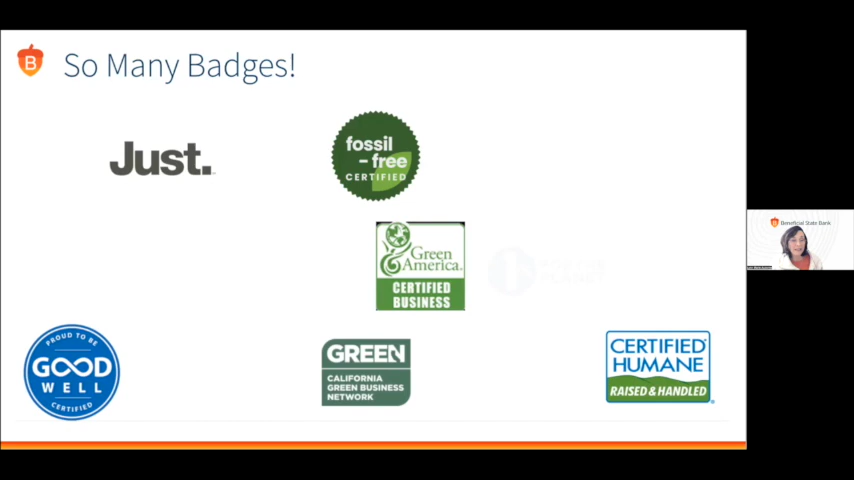 B
So Many Badges!
Just.
fossil
-free
CERTIFIED
Green
America
CERTIFIED
BUSINESS
Beneficial State Bank
PROUD TO BE
GOOD
WELL
CERTIFIED
GREEN
CALIFORNIA
GREEN BUSINESS
NETWORK
CERTIFIED
HUMANE
RAISED & HANDLED